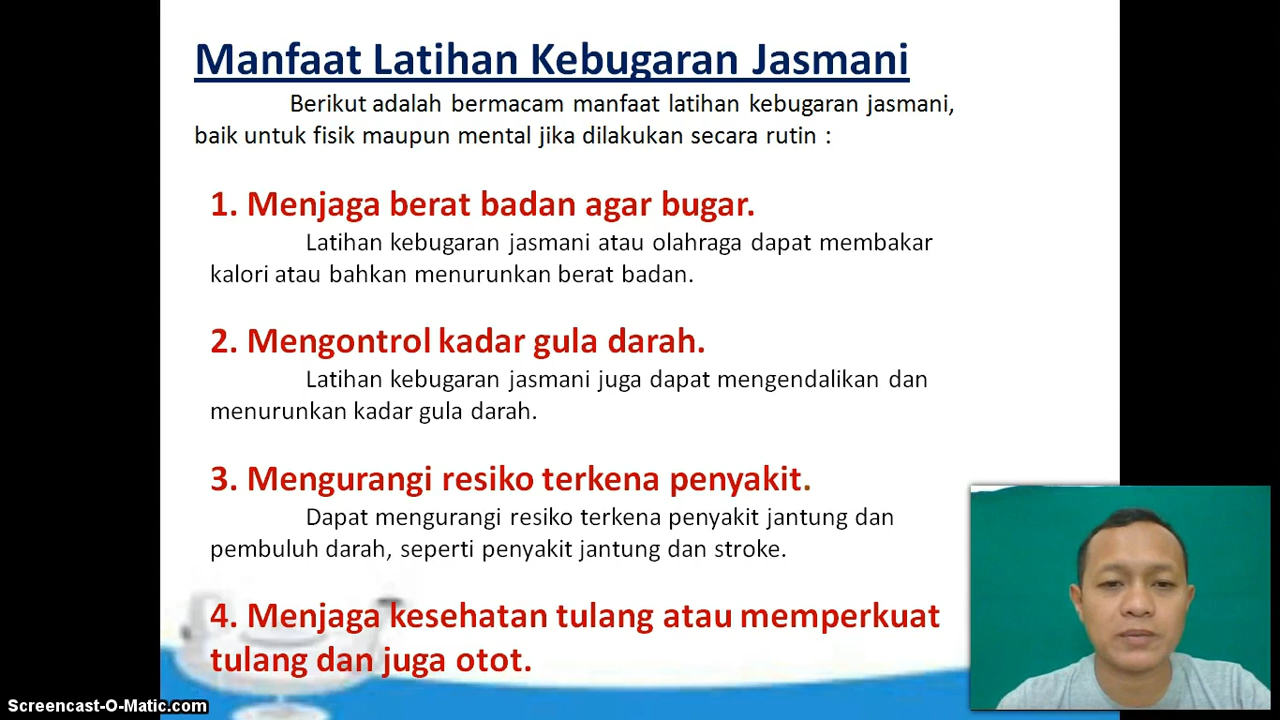 Manfaat Latihan Kebugaran Jasmani
Berikut adalah bermacam manfaat latihan kebugaran jasmani,
baik untuk fisik maupun mental jika dilakukan secara rutin :
1. Menjaga berat badan agar bugar.
Latihan kebugaran jasmani atau olahraga dapat membakar
kalori atau bahkan menurunkan berat badan.
2. Mengontrol kadar gula darah.
Latihan kebugaran jasmani juga dapat mengendalikan dan
menurunkan kadar gula darah.
3. Mengurangi resiko terkena penyakit.
Dapat mengurangi resiko terkena penyakit jantung dan
pembuluh darah, seperti penyakit jantung dan stroke.
4. Menjaga kesehatan tulang atau memperkuat
tulang dan juga otot.
Screencast-O-Matic.com